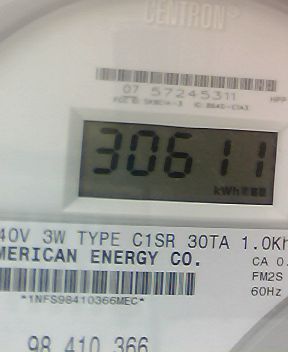 CENTRON®
07 57245311
30611
kWh
40V 3W TYPE C1SR 30TA 1.0Kh
MERICAN ENERGY CO.
CA 0.
FM2S
60Hz
*1NFS98410366MEC*
98 410 366